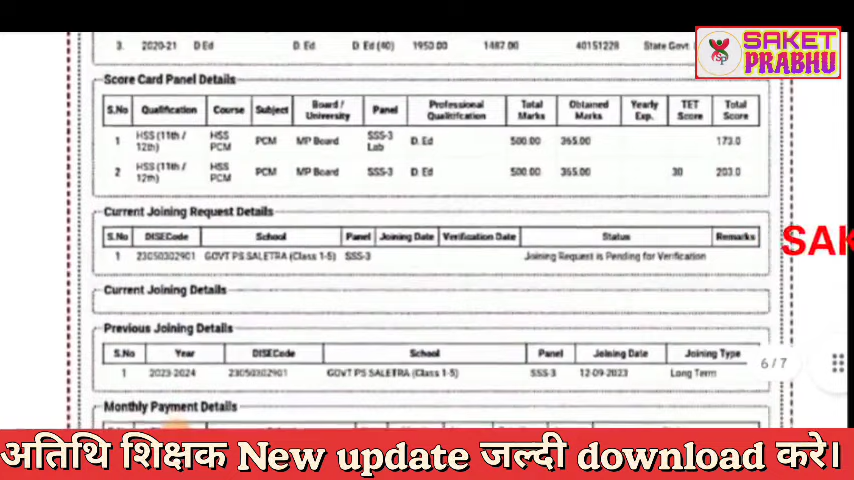 3. 2020-21 D Ed D. Ed D. Ed (40) 1950.00 1487.00 40151228 State Govt.
SAKET
PRABHU
Score Card Panel Details
S.No Qualification Course Subject Board / University Panel Professional Qualification Total Marks Obtained Marks Yearly Exp. TET Score Total Score
1 HSS (11th / 12th) HSS PCM PCM MP Board SSS-3 Lab D. Ed 500.00 365.00 173.0
2 HSS (11th / 12th) HSS PCM PCM MP Board SSS-3 D. Ed 500.00 365.00 30 203.0
Current Joining Request Details
S.No DISECode School Panel Joining Date Verification Date Status Remarks
1 23050302901 GOVT PS SALETRA (Class 1-5) SSS-3 Joining Request is Pending for Verification
SAK
Current Joining Details
Previous Joining Details
S.No Year DISECode School Panel Joining Date Joining Type
1 2023-2024 23050302901 GOVT PS SALETRA (Class 1-5) SSS-3 12-09-2023 Long Term
6 / 7
Monthly Payment Details
अतिथि शिक्षक New update जल्दी download करे।